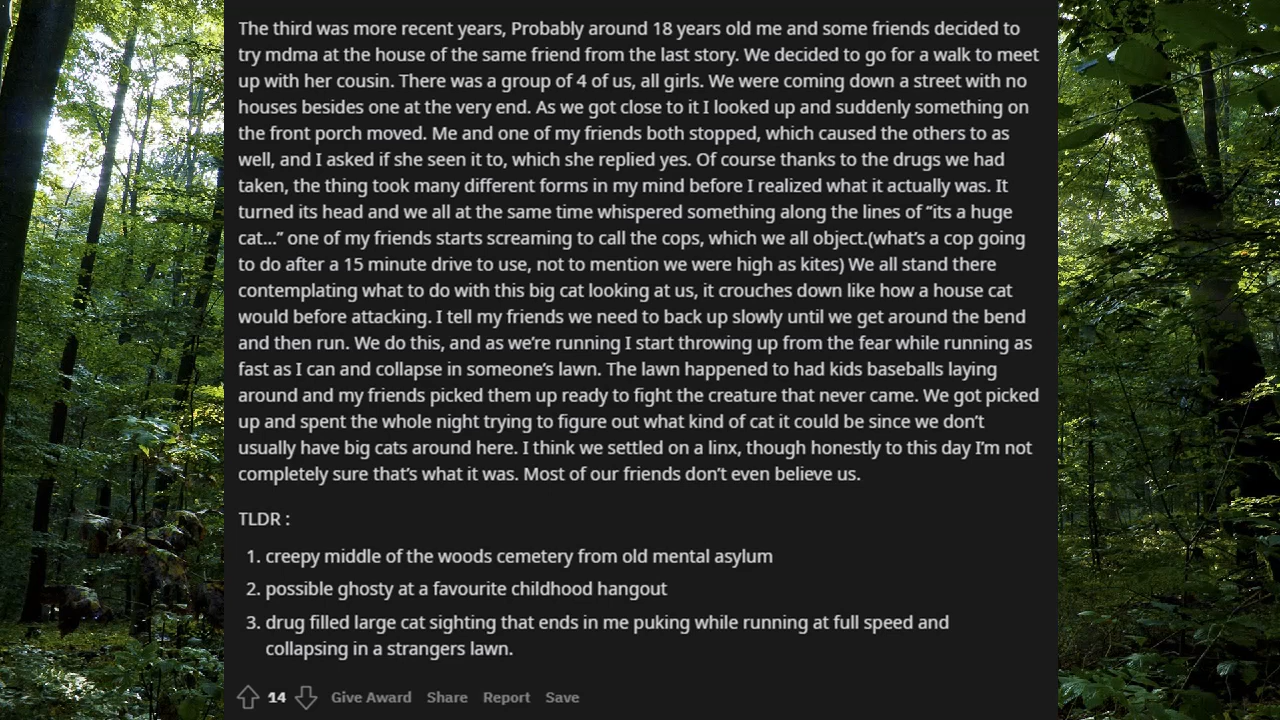 The third was more recent years, Probably around 18 years old me and some friends decided to
try mdma at the house of the same friend from the last story. We decided to go for a walk to meet
up with her cousin. There was a group of 4 of us, all girls. We were coming down a street with no
houses besides one at the very end. As we got close to it I looked up and suddenly something on
the front porch moved. Me and one of my friends both stopped, which caused the others to as
well, and I asked if she seen it to, which she replied yes. Of course thanks to the drugs we had
taken, the thing took many different forms in my mind before I realized what it actually was. It
turned its head and we all at the same time whispered something along the lines of “its a huge
cat...” one of my friends starts screaming to call the cops, which we all object.(what’s a cop going
to do after a 15 minute drive to use, not to mention we were high as kites) We all stand there
contemplating what to do with this big cat looking at us, it crouches down like how a house cat
would before attacking. I tell my friends we need to back up slowly until we get around the bend
and then run. We do this, and as we’re running I start throwing up from the fear while running as
fast as I can and collapse in someone’s lawn. The lawn happened to had kids baseballs laying
around and my friends picked them up ready to fight the creature that never came. We got picked
up and spent the whole night trying to figure out what kind of cat it could be since we don’t
usually have big cats around here. I think we settled on a linx, though honestly to this day I’m not
completely sure that’s what it was. Most of our friends don’t even believe us.
TLDR :
1. creepy middle of the woods cemetery from old mental asylum
2. possible ghosty at a favourite childhood hangout
3. drug filled large cat sighting that ends in me puking while running at full speed and
collapsing in a strangers lawn.
14 Give Award Share Report Save